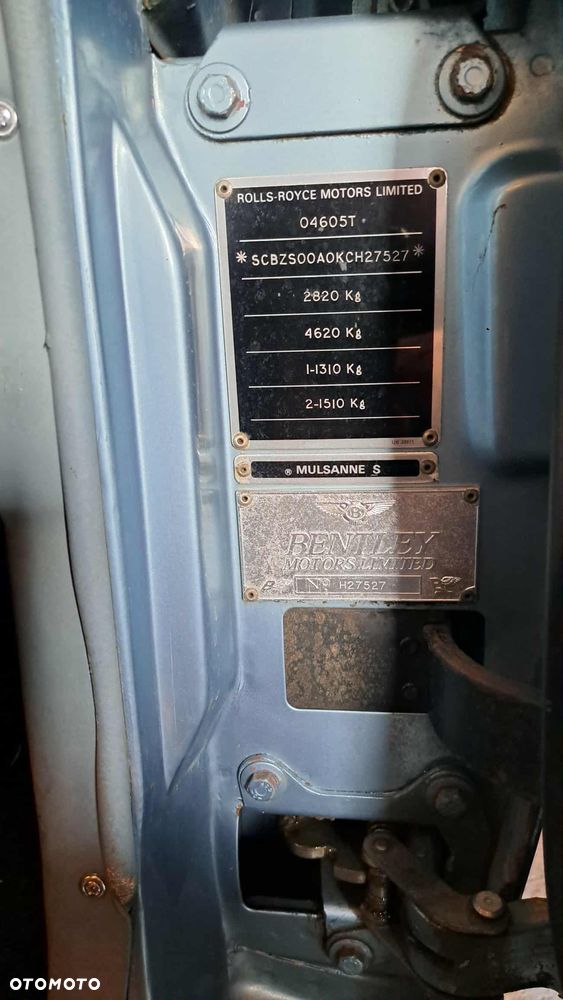 ROLLS-ROYCE MOTORS LIMITED
04605T
*SCBZS00A0KCH27527*
2820 Kg
4620 Kg
1-1310 Kg
2-1510 Kg
® MULSANNE S
B
BENTLEY
MOTORS LIMITED
No H27527
OTOMOTO